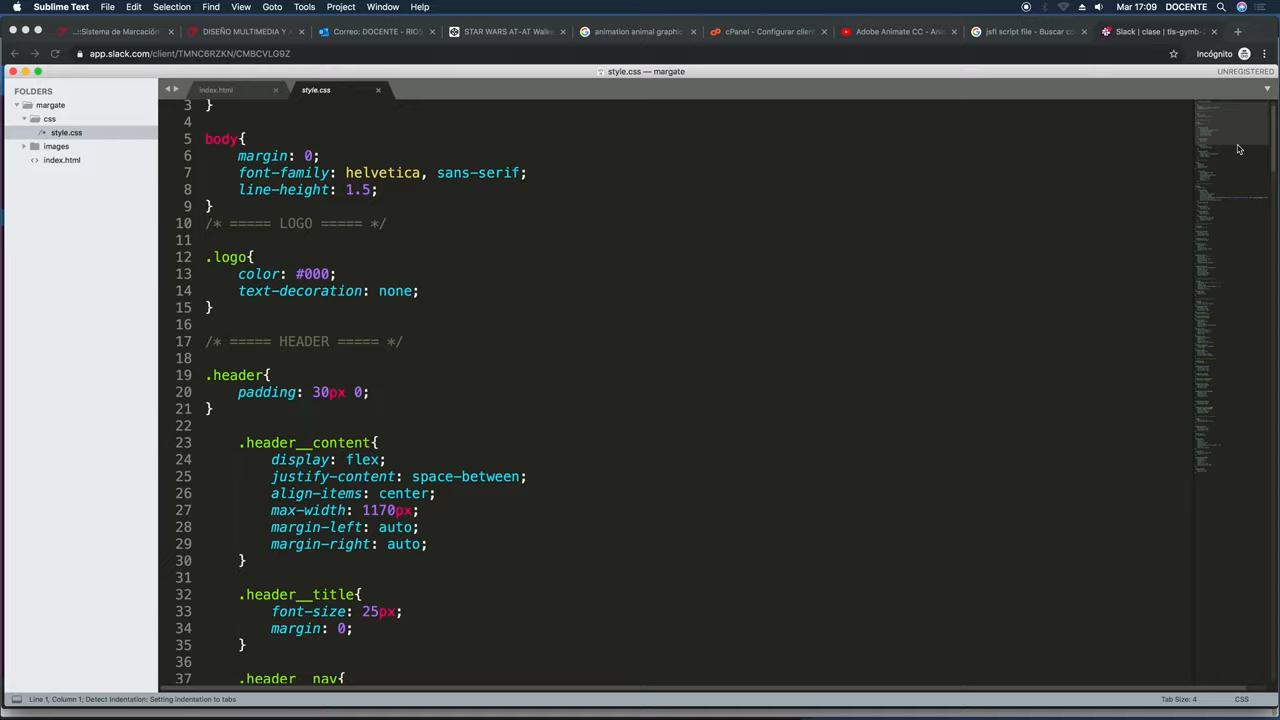 Sublime Text File Edit Selection Find View Goto Tools Project Window Help Man 17:09 DOCENTE
..:Sistema de Marcación
DISEÑO MULTIMEDIA Y A
Correo: DOCENTE - RIOS
STAR WARS AT-AT Walke
animation animal graphic
cPanel - Configurar client
Adobe Animate CC - Ani
jsfl script file - Buscar co
Slack | clase | tls-gymb-
app.slack.com/client/TMNC6RZKN/CMBCVLG9Z
Incógnito
style.css — margate
UNREGISTERED
FOLDERS
margate
css
style.css
images
index.html
index.html
style.css
3 }
4
5 body{
6 margin: 0;
7 font-family: helvetica, sans-serif;
8 line-height: 1.5;
9 }
10 /* ===== LOGO ===== */
11
12 .logo{
13 color: #000;
14 text-decoration: none;
15 }
16
17 /* ===== HEADER ===== */
18
19 .header{
20 padding: 30px 0;
21 }
22
23 .header__content{
24 display: flex;
25 justify-content: space-between;
26 align-items: center;
27 max-width: 1170px;
28 margin-left: auto;
29 margin-right: auto;
30 }
31
32 .header__title{
33 font-size: 25px;
34 margin: 0;
35 }
36
37 .header__nav{
Line 1, Column 1; Detect Indentation: Setting indentation to tabs
Tab Size: 4
CSS